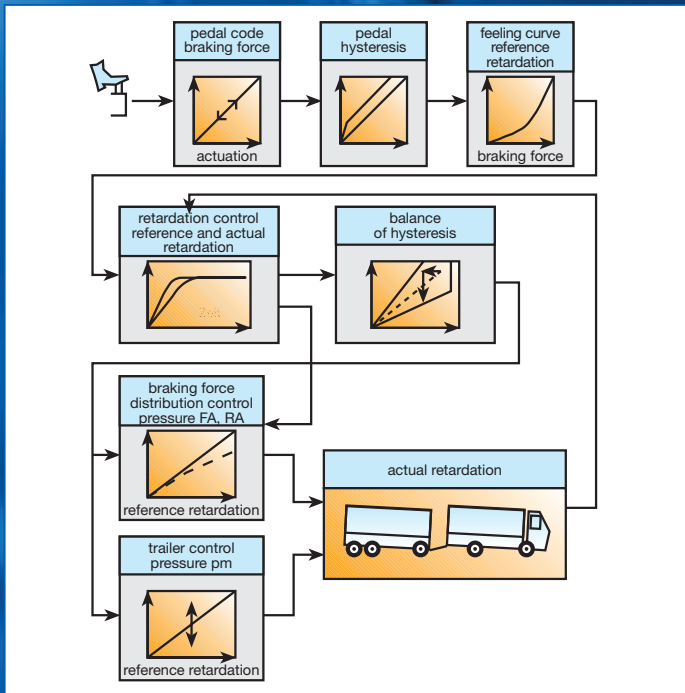 pedal code
braking force
actuation
pedal
hysteresis
feeling curve
reference
retardation
braking force
retardation control
reference and actual
retardation
Zeit
balance
of hysteresis
braking force
distribution control
pressure FA, RA
reference retardation
actual retardation
trailer control
pressure pm
reference retardation